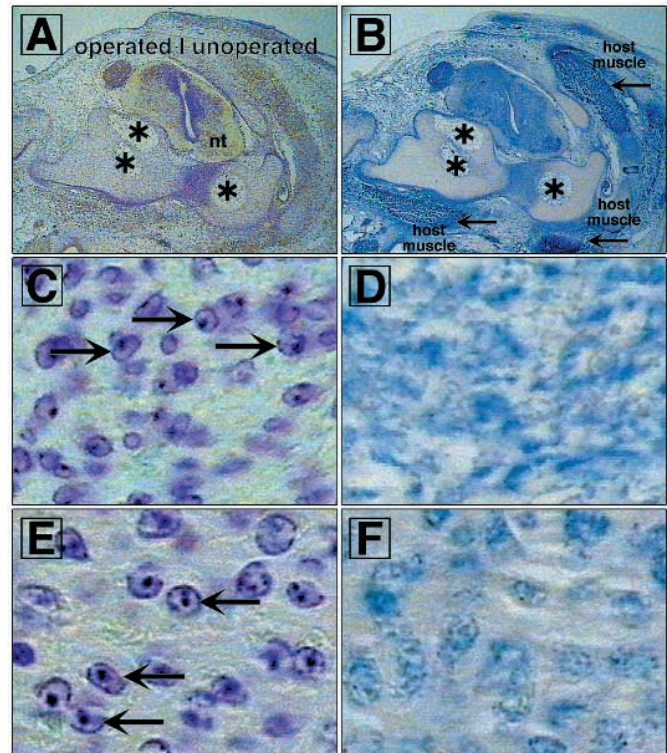 A
operated I unoperated
nt
*
*
*
B
host
muscle
*
*
*
host
muscle
host
muscle
C
D
E
F